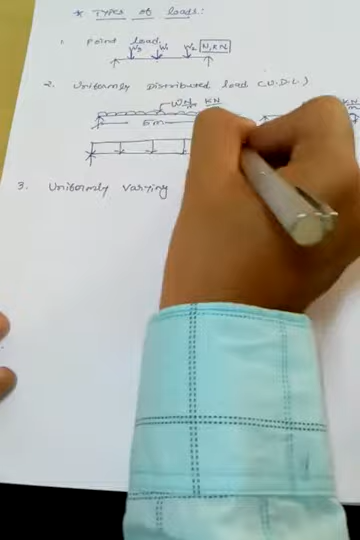 * TYPES of loads:
1. Point load.
W3 W1 W2 N, KN
2. Uniformly Distributed load (U.D.L)
KN
6m
3. Uniformly Varying